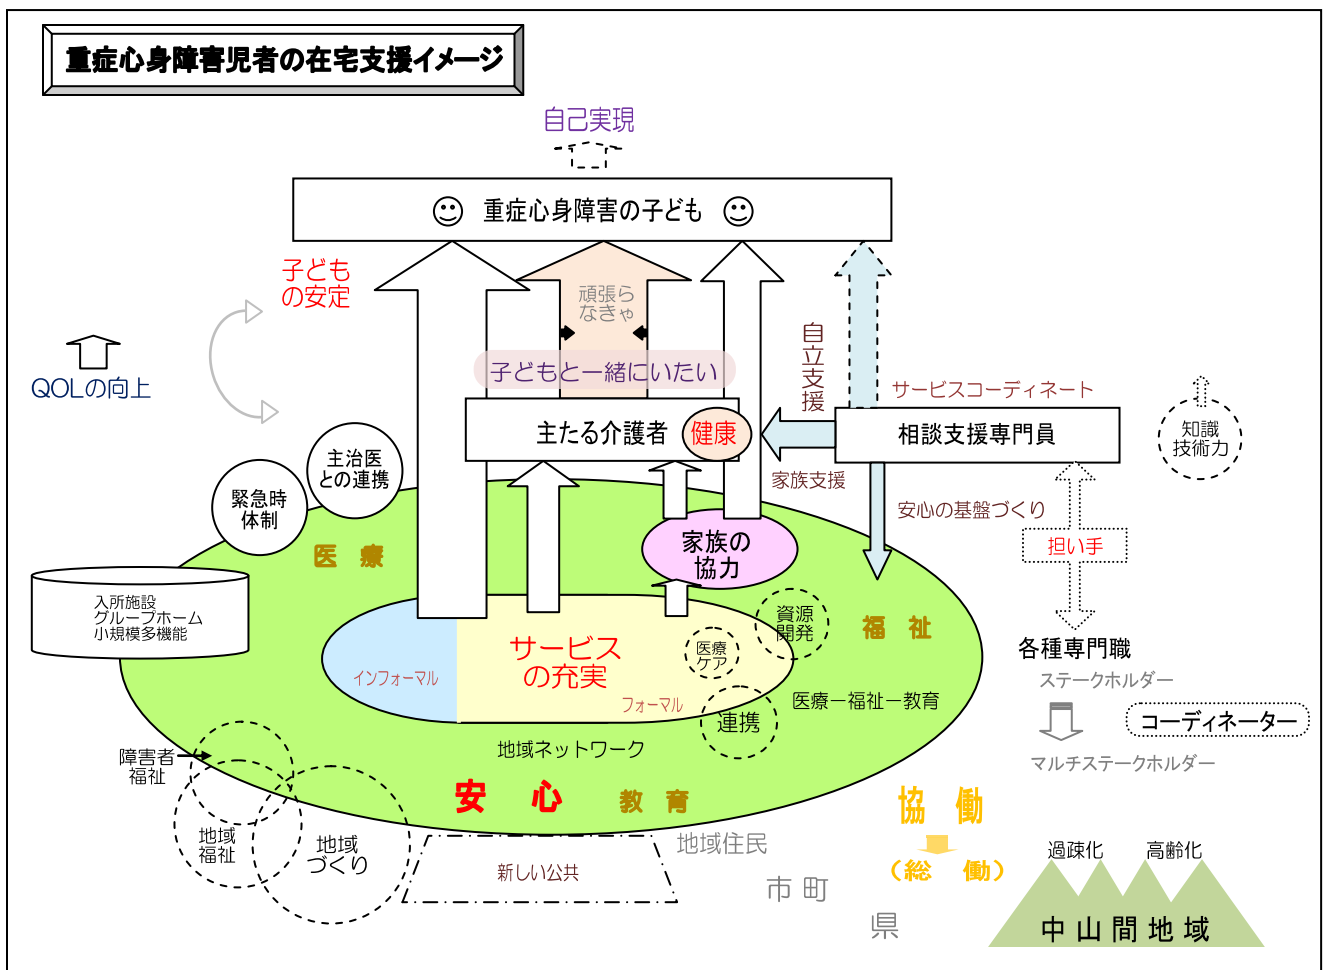 重症心身障害児者の在宅支援イメージ
自己実現
重症心身障害の子ども
子ども
の安定
頑張ら
なきゃ
QOLの向上
子どもと一緒にいたい
自立支援
サービスコーディネート
主たる介護者
健康
相談支援専門員
知識
技術力
主治医
との連携
緊急時
体制
家族支援
安心の基盤づくり
医 療
家族の
協力
担い手
入所施設
グループホーム
小規模多機能
サービス
の充実
資源
開発
福 祉
医療
ケア
各種専門職
インフォーマル
フォーマル
ステークホルダー
医療－福祉－教育
連携
コーディネーター
地域ネットワーク
障害者
福祉
マルチステークホルダー
安 心
教 育
協 働
地域
福祉
地域
づくり
地域住民
新しい公共
（総 働）
過疎化
高齢化
市町
県
中山間地域